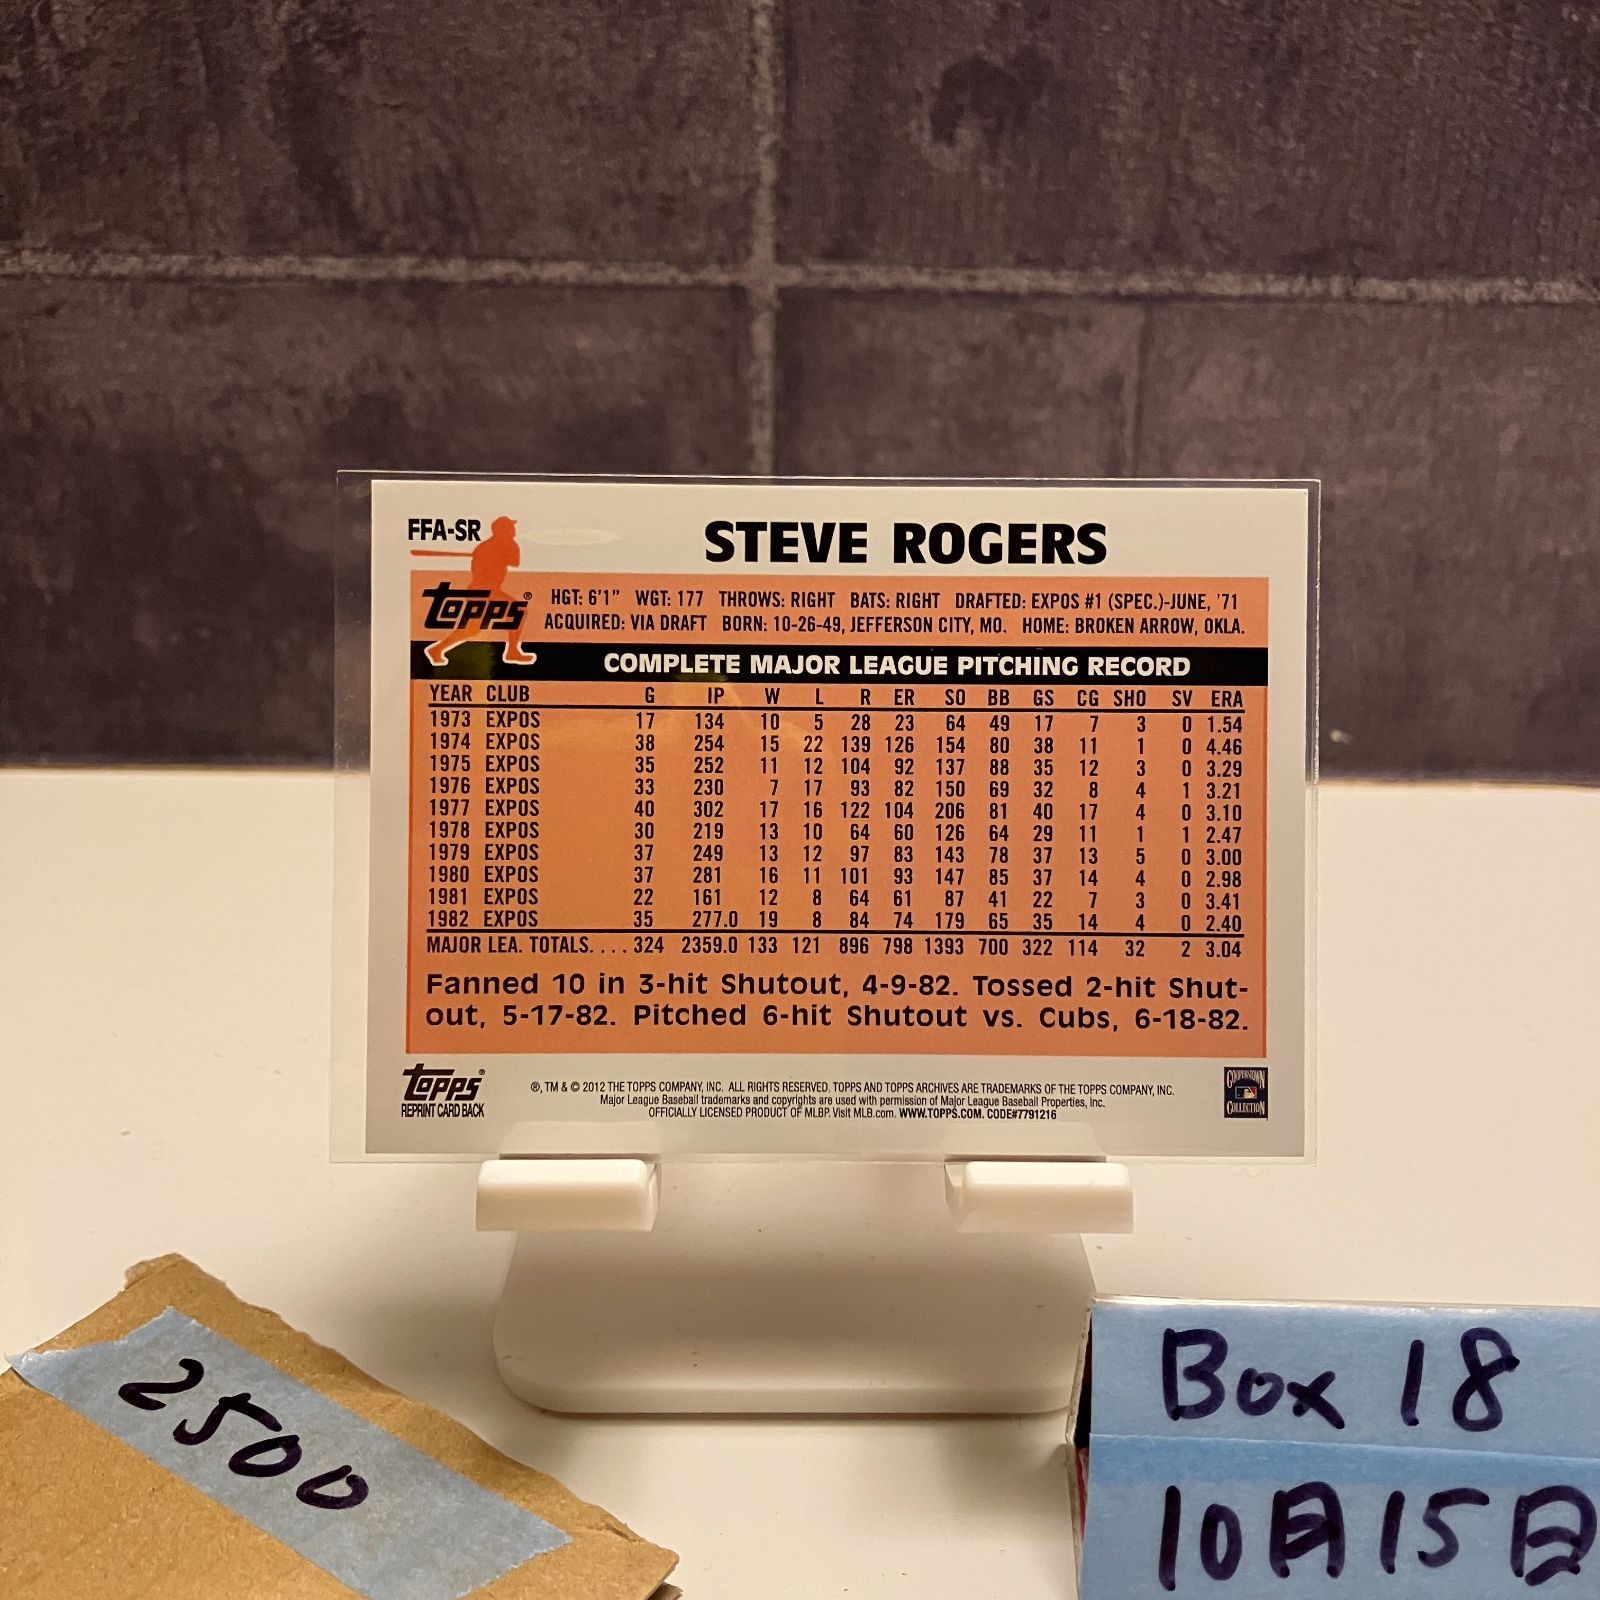 FFA-SR
STEVE ROGERS
Topps®
HGT: 6'1" WGT: 177 THROWS: RIGHT BATS: RIGHT DRAFTED: EXPOS #1 (SPEC.)-JUNE, '71
ACQUIRED: VIA DRAFT BORN: 10-26-49, JEFFERSON CITY, MO. HOME: BROKEN ARROW, OKLA.
COMPLETE MAJOR LEAGUE PITCHING RECORD
YEAR CLUB G IP W L R ER SO BB GS CG SHO SV ERA
1973 EXPOS 17 134 10 5 28 23 64 49 17 7 3 0 1.54
1974 EXPOS 38 254 15 22 139 126 154 80 38 11 1 0 4.46
1975 EXPOS 35 252 11 12 104 92 137 88 35 12 3 0 3.29
1976 EXPOS 33 230 7 17 93 82 150 69 32 8 4 1 3.21
1977 EXPOS 40 302 17 16 122 104 206 81 40 17 4 0 3.10
1978 EXPOS 30 219 13 10 64 60 126 64 29 11 1 1 2.47
1979 EXPOS 37 249 13 12 97 83 143 78 37 13 5 0 3.00
1980 EXPOS 37 281 16 11 101 93 147 85 37 14 4 0 2.98
1981 EXPOS 22 161 12 8 64 61 87 41 22 7 3 0 3.41
1982 EXPOS 35 277.0 19 8 84 74 179 65 35 14 4 0 2.40
MAJOR LEA. TOTALS. . . . 324 2359.0 133 121 896 798 1393 700 322 114 32 2 3.04
Fanned 10 in 3-hit Shutout, 4-9-82. Tossed 2-hit Shut-
out, 5-17-82. Pitched 6-hit Shutout vs. Cubs, 6-18-82.
Topps®
REPRINT CARD BACK
®, TM & © 2012 THE TOPPS COMPANY, INC. ALL RIGHTS RESERVED. TOPPS AND TOPPS ARCHIVES ARE TRADEMARKS OF THE TOPPS COMPANY, INC.
Major League Baseball trademarks and copyrights are used with permission of Major League Baseball Properties, Inc.
OFFICIALLY LICENSED PRODUCT OF MLBP. Visit MLB.com. WWW.TOPPS.COM. CODE#7791216
COOPERSTOWN
COLLECTION
2500
Box 18
10月15日